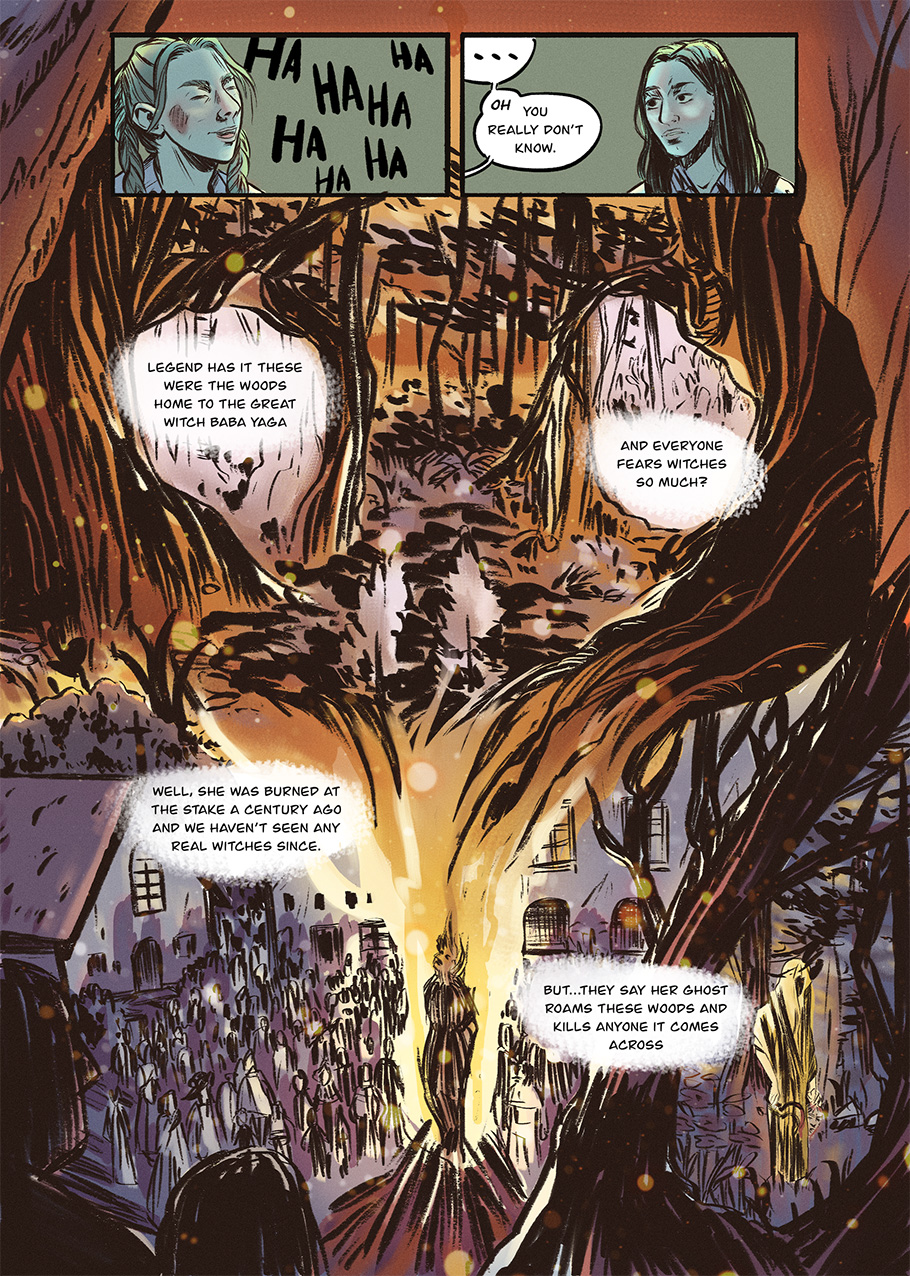 HA
HA
HA
HA
HA
HA
HA
....
OH YOU
REALLY DON'T
KNOW.
LEGEND HAS IT THESE
WERE THE WOODS
HOME TO THE GREAT
WITCH BABA YAGA
AND EVERYONE
FEARS WITCHES
SO MUCH?
WELL, SHE WAS BURNED AT
THE STAKE A CENTURY AGO
AND WE HAVEN'T SEEN ANY
REAL WITCHES SINCE.
BUT...THEY SAY HER GHOST
ROAMS THESE WOODS AND
KILLS ANYONE IT COMES
ACROSS